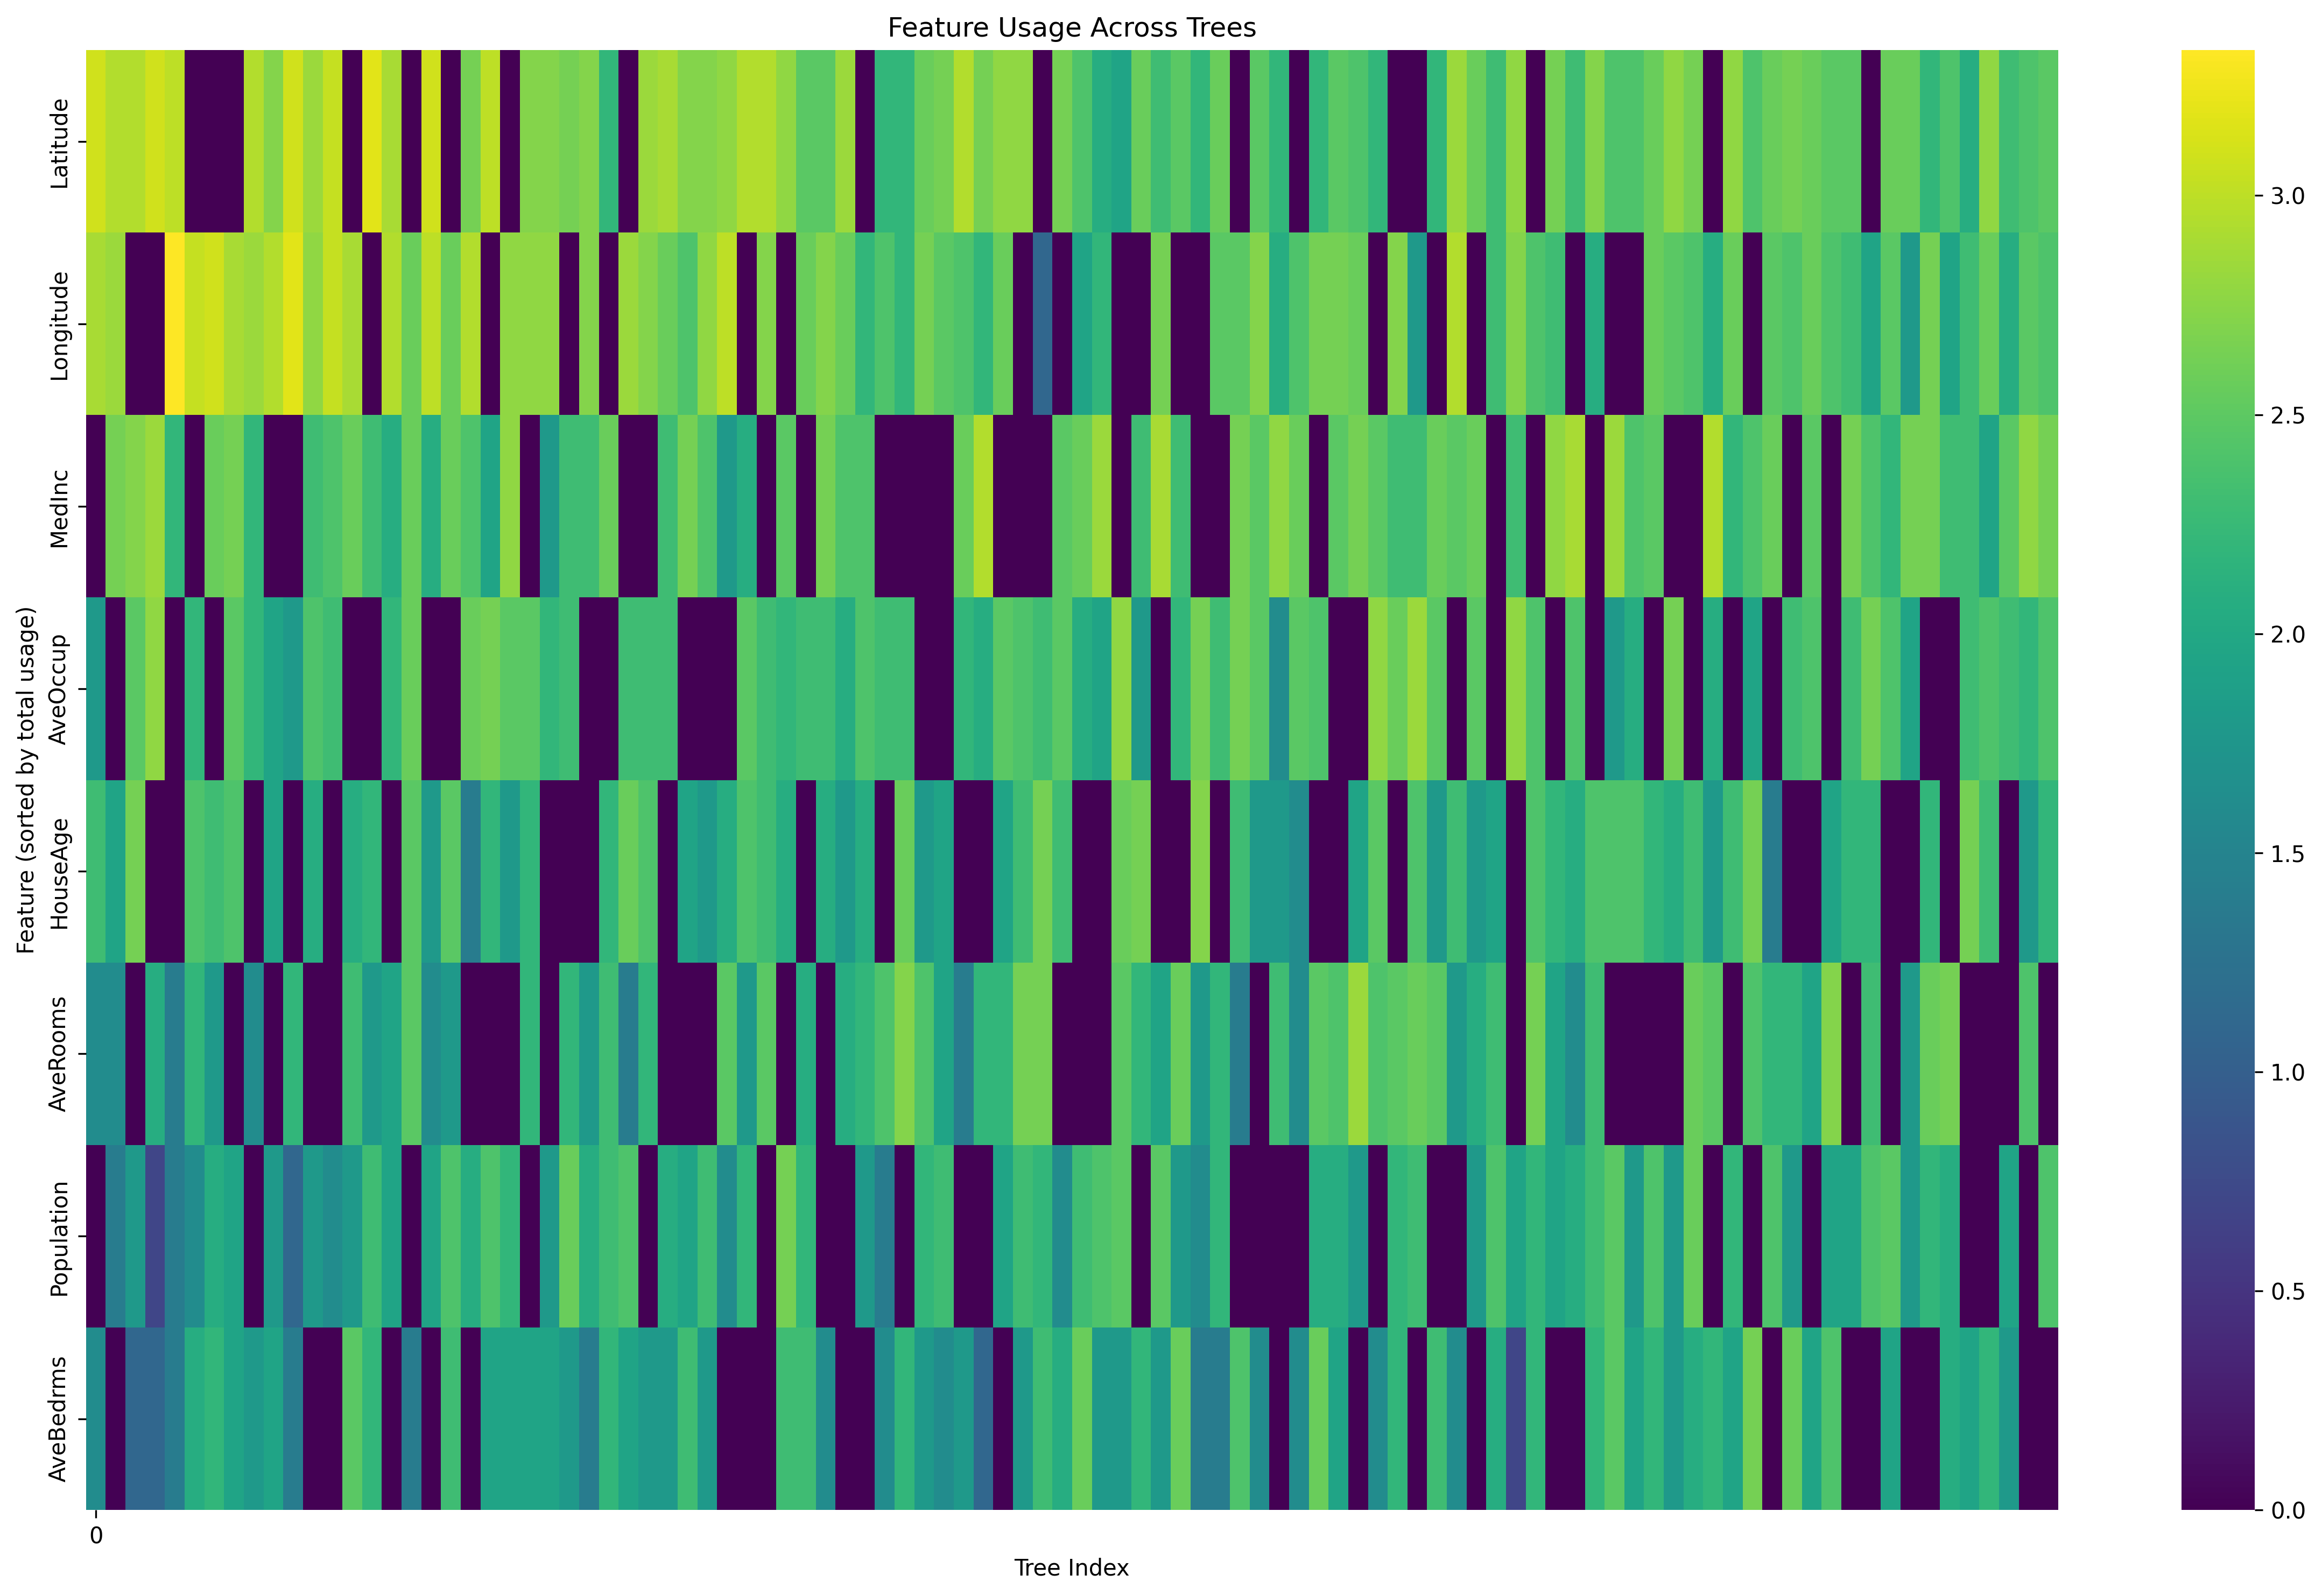 Feature Usage Across Trees
Feature (sorted by total usage)
Latitude
Longitude
MedInc
AveOccup
HouseAge
AveRooms
Population
AveBedrms
0
Tree Index
3.0
2.5
2.0
1.5
1.0
0.5
0.0